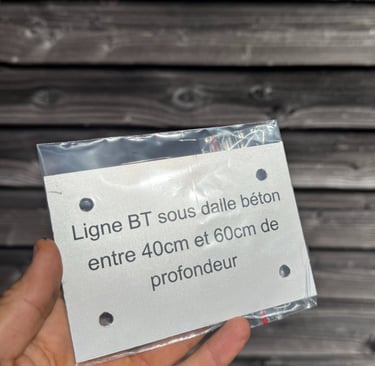 Ligne BT sous dalle béton
entre 40cm et 60cm de
profondeur